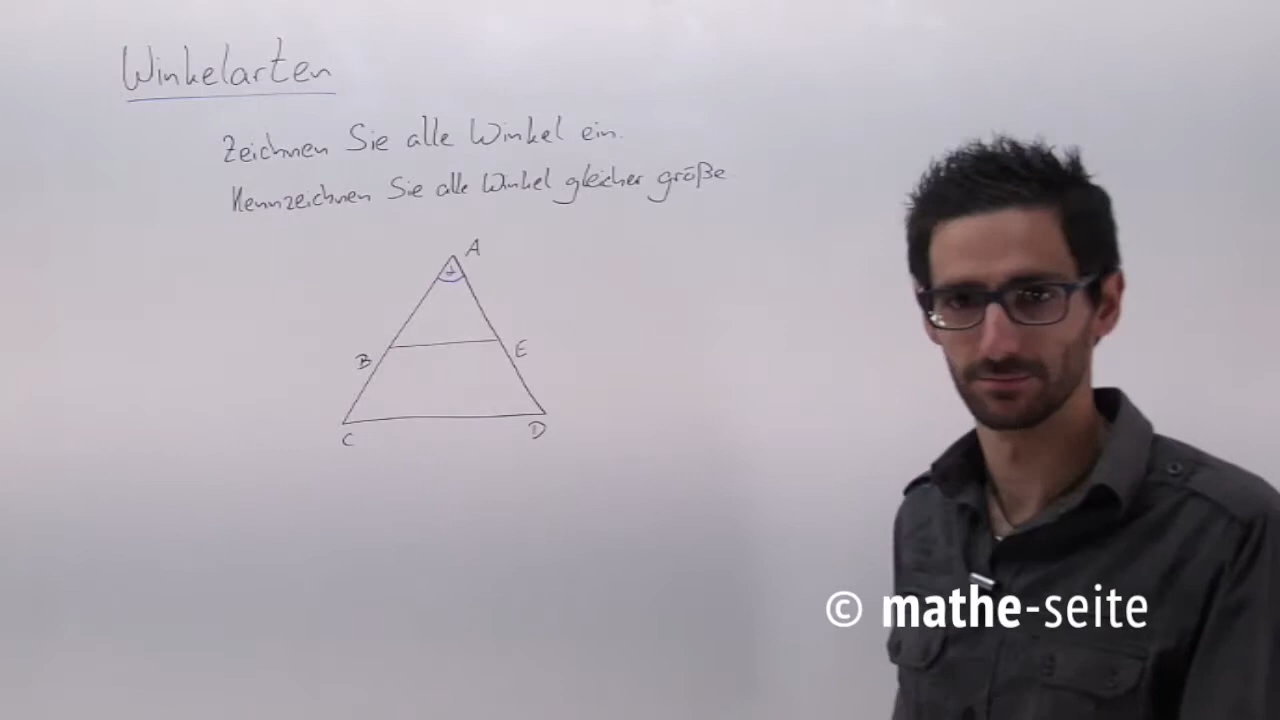 Winkelarten
Zeichnen Sie alle Winkel ein.
Kennzeichnen Sie alle Winkel gleicher größe
A
α
B
E
C
D
© mathe-seite